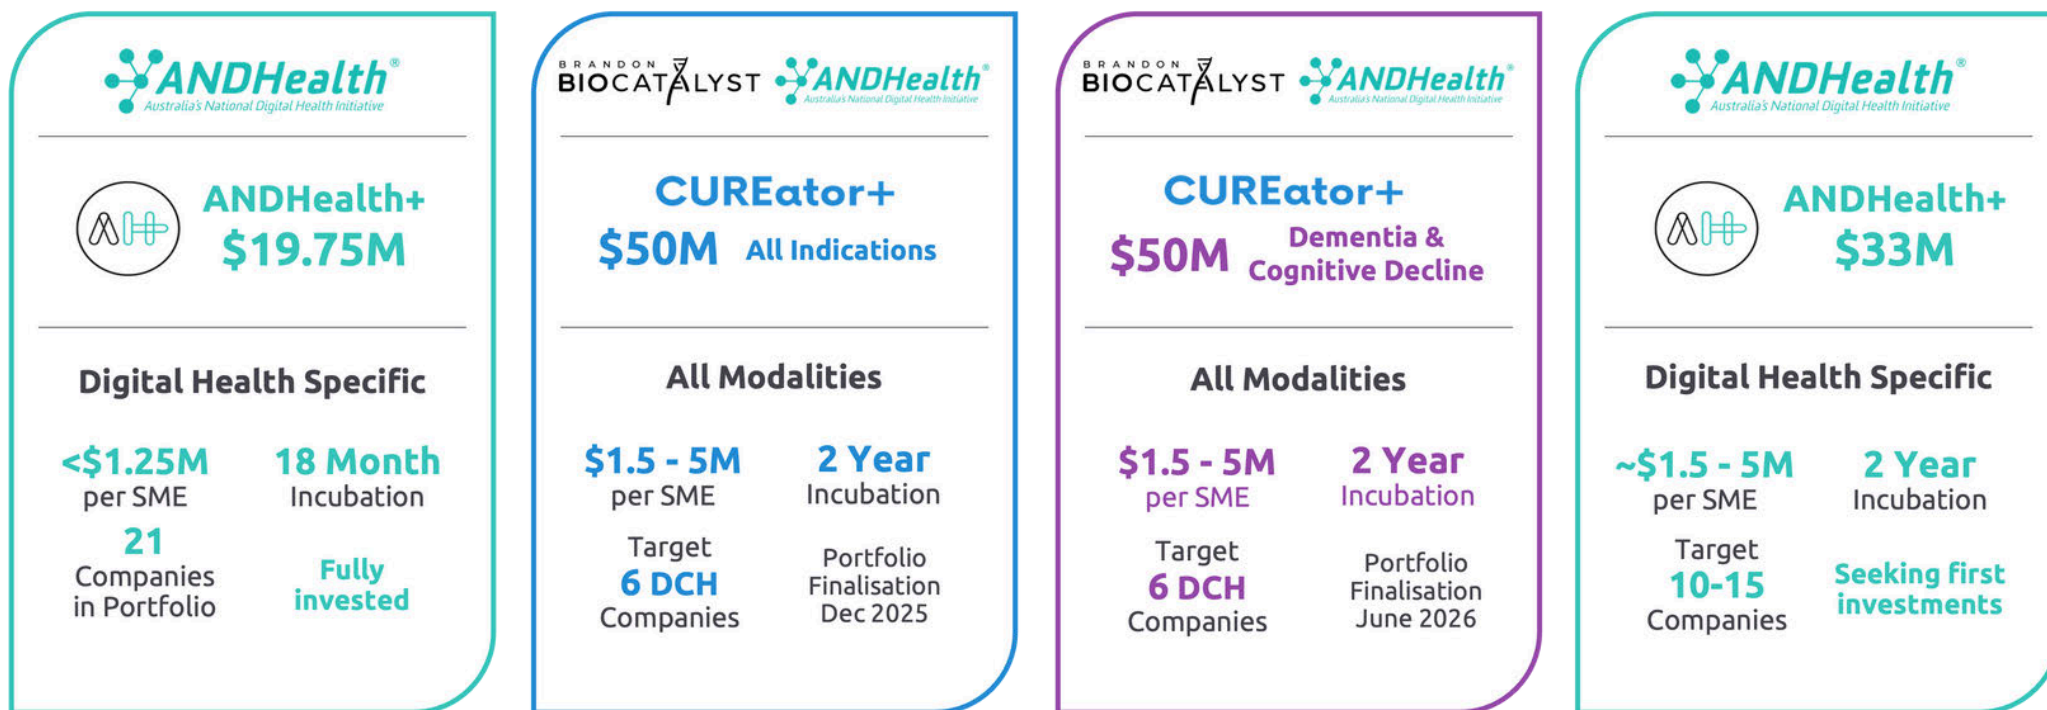 ANDHealth®
Australia's National Digital Health Initiative
AH+
ANDHealth+
$19.75M
Digital Health Specific
<$1.25M
per SME
18 Month
Incubation
21
Companies
in Portfolio
Fully
invested
BRANDON
BIOCATALYST
ANDHealth®
Australia's National Digital Health Initiative
CUREator+
$50M
All Indications
All Modalities
$1.5 - 5M
per SME
2 Year
Incubation
Target
6 DCH
Companies
Portfolio
Finalisation
Dec 2025
BRANDON
BIOCATALYST
ANDHealth®
Australia's National Digital Health Initiative
CUREator+
$50M
Dementia &
Cognitive Decline
All Modalities
$1.5 - 5M
per SME
2 Year
Incubation
Target
6 DCH
Companies
Portfolio
Finalisation
June 2026
ANDHealth®
Australia's National Digital Health Initiative
AH+
ANDHealth+
$33M
Digital Health Specific
~$1.5 - 5M
per SME
2 Year
Incubation
Target
10-15
Companies
Seeking first
investments